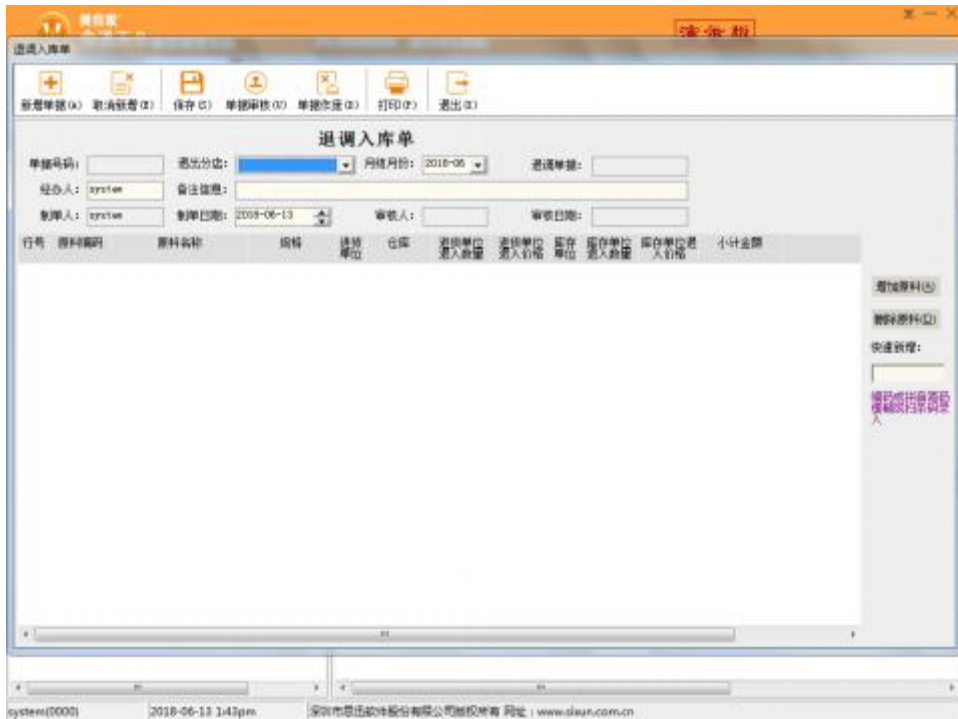 美食家
演示版
退调入库单
新增单据(A) 取消新增(Z) 保存(S) 单据审核(U) 单据作废(D) 打印(P) 退出(X)
退调入库单
单据号码: 退出分店: 月结月份: 2018-06 退调单据:
经办人: system 备注信息:
制单人: system 制单日期: 2018-06-13 审核人: 审核日期:
行号 原料编码 原料名称 规格 进货单位 仓库 进货单位退入数量 进货单位退入价格 库存单位 库存单位退入数量 库存单位退入价格 小计金额
增加原料(A)
删除原料(D)
快速新增:
system(0000) 2018-06-13 1:43pm 深圳市思迅软件股份有限公司版权所有 网址:www.sixun.com.cn